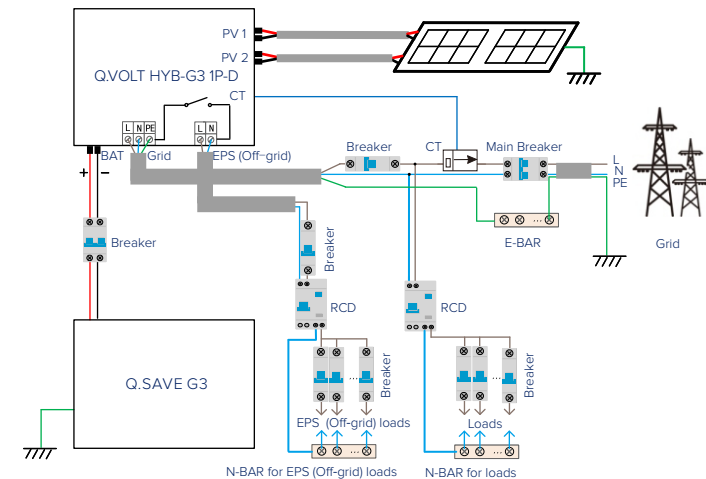 PV 1
PV 2
Q.VOLT HYB-G3 1P-D
CT
L N PE
L N
BAT
Grid
EPS (Off-grid)
Breaker
CT
Main Breaker
L
N
PE
+
−
...
E-BAR
Grid
Breaker
Breaker
RCD
RCD
Q.SAVE G3
...
Breaker
...
Breaker
EPS (Off-grid) loads
Loads
...
...
N-BAR for EPS (Off-grid) loads
N-BAR for loads